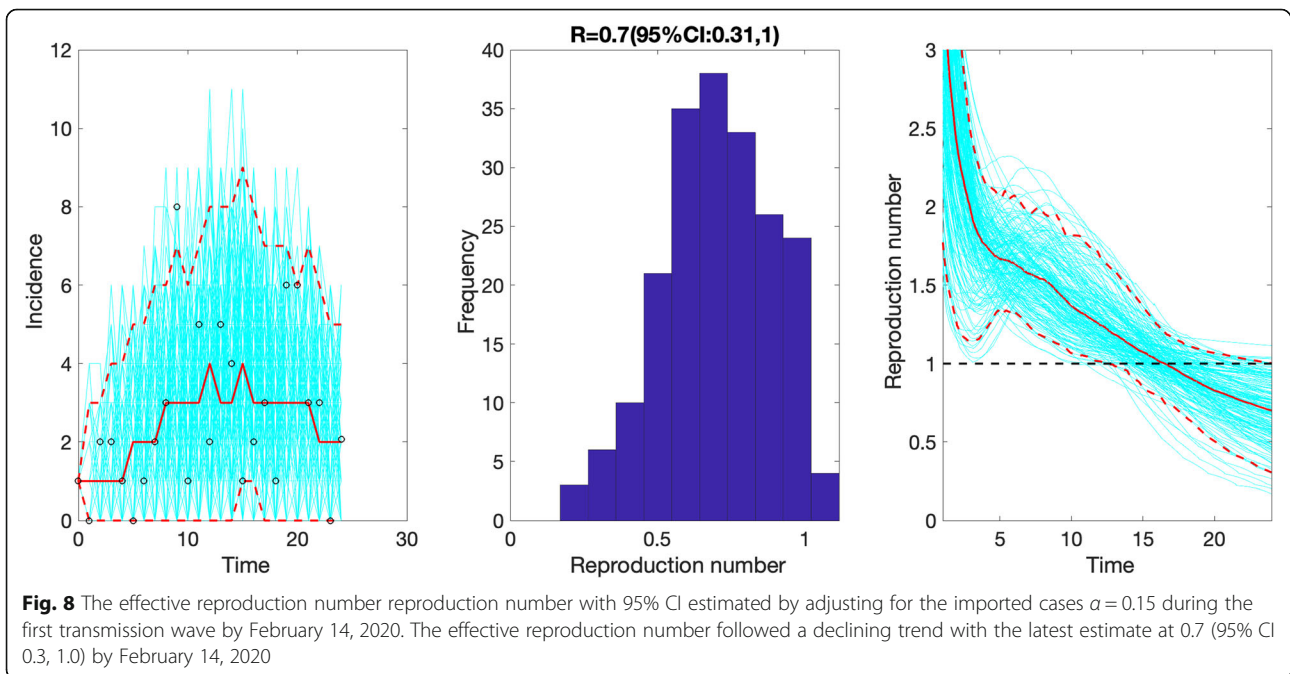 12
10
8
6
4
2
0
Incidence
0 10 20 30
Time
R=0.7(95%CI:0.31,1)
40
35
30
25
20
15
10
5
0
Frequency
0 0.5 1
Reproduction number
3
2.5
2
1.5
1
0.5
0
Reproduction number
5 10 15 20
Time
Fig. 8 The effective reproduction number reproduction number with 95% CI estimated by adjusting for the imported cases α = 0.15 during the
first transmission wave by February 14, 2020. The effective reproduction number followed a declining trend with the latest estimate at 0.7 (95% CI
0.3, 1.0) by February 14, 2020